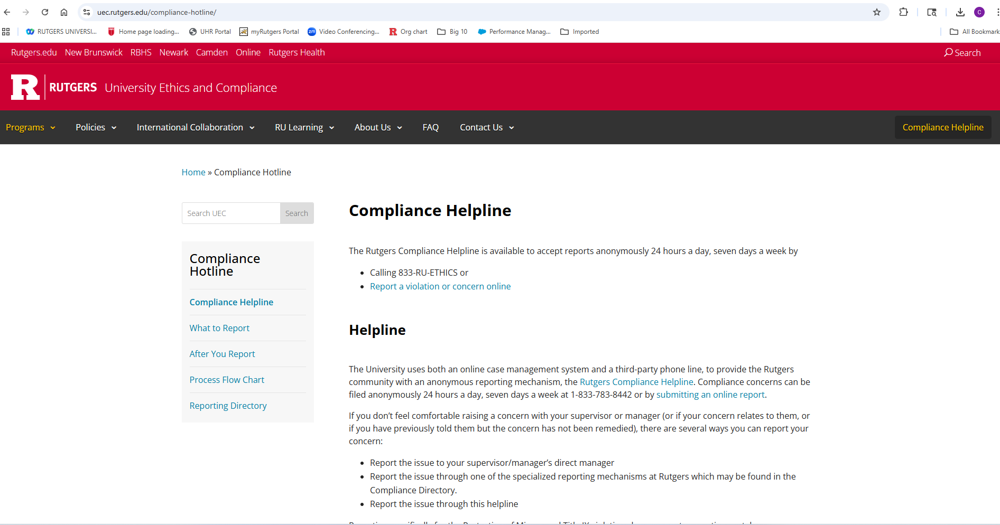 uec.rutgers.edu/compliance-hotline/
RUTGERS UNIVERSI... Home page loading... UHR Portal myRutgers Portal zm Video Conferencing... R Org chart Big 10 Performance Manag... Imported All Bookmark
Rutgers.edu New Brunswick RBHS Newark Camden Online Rutgers Health Search
R RUTGERS University Ethics and Compliance
Programs Policies International Collaboration RU Learning About Us FAQ Contact Us Compliance Helpline
Home » Compliance Hotline
Search UEC Search
Compliance
Hotline
Compliance Helpline
What to Report
After You Report
Process Flow Chart
Reporting Directory
Compliance Helpline
The Rutgers Compliance Helpline is available to accept reports anonymously 24 hours a day, seven days a week by
• Calling 833-RU-ETHICS or
• Report a violation or concern online
Helpline
The University uses both an online case management system and a third-party phone line, to provide the Rutgers
community with an anonymous reporting mechanism, the Rutgers Compliance Helpline. Compliance concerns can be
filed anonymously 24 hours a day, seven days a week at 1-833-783-8442 or by submitting an online report.
If you don’t feel comfortable raising a concern with your supervisor or manager (or if your concern relates to them, or
if you have previously told them but the concern has not been remedied), there are several ways you can report your
concern:
• Report the issue to your supervisor/manager’s direct manager
• Report the issue through one of the specialized reporting mechanisms at Rutgers which may be found in the
Compliance Directory.
• Report the issue through this helpline